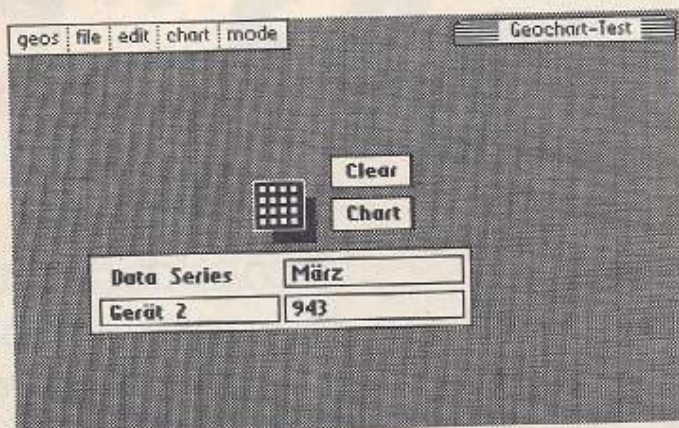 geos file edit chart mode
Geochart-Test
Clear
Chart
Data Series März
Gerät 2 943